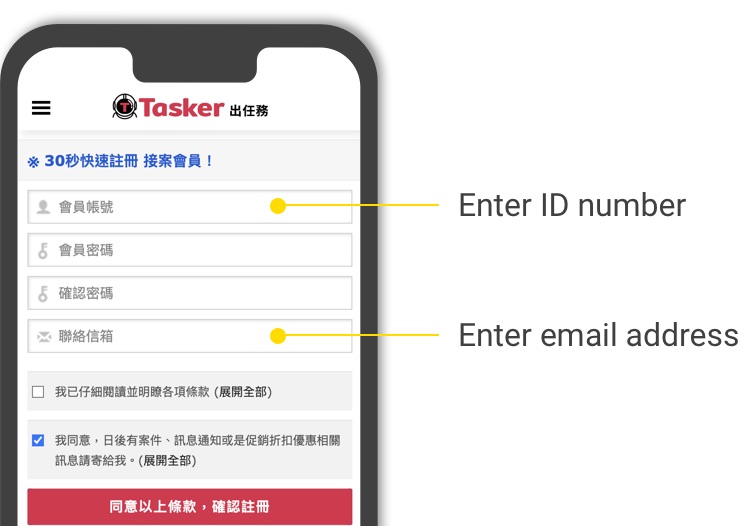 Tasker 出任務
※ 30秒快速註冊 接案會員！
會員帳號
Enter ID number
會員密碼
確認密碼
聯絡信箱
Enter email address
我已仔細閱讀並明瞭各項條款 (展開全部)
我同意，日後有案件、訊息通知或是促銷折扣優惠相關
訊息請寄給我。(展開全部)
同意以上條款，確認註冊